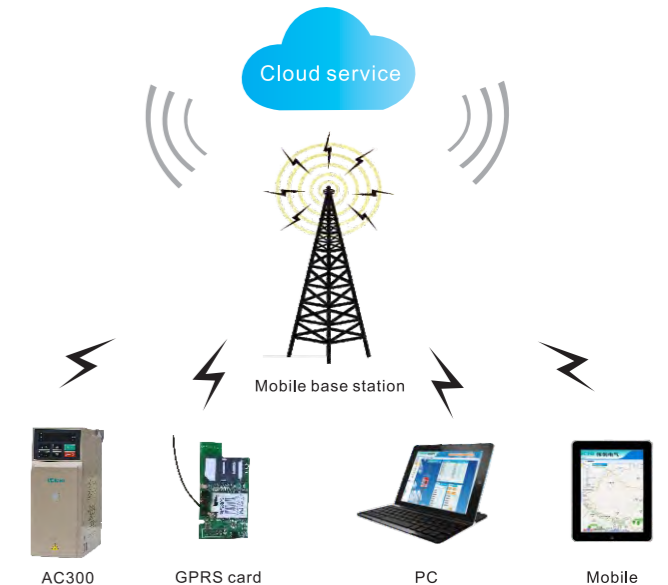 Cloud service
Mobile base station
AC300
GPRS card
PC
Mobile